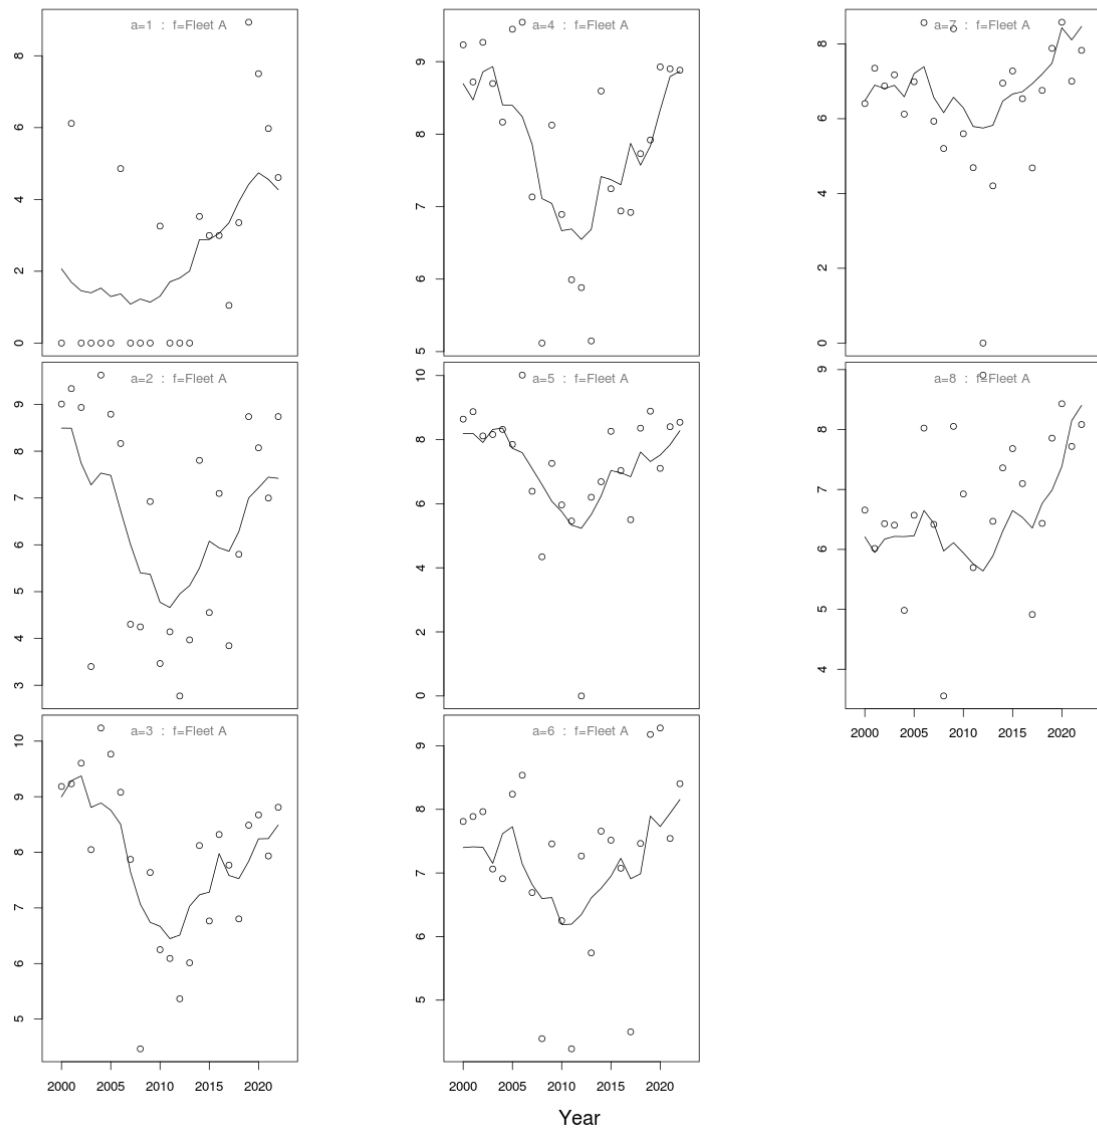 a=1 : f=Fleet A
0 2 4 6 8
a=2 : f=Fleet A
3 4 5 6 7 8 9
a=3 : f=Fleet A
5 6 7 8 9 10
2000 2005 2010 2015 2020
a=4 : f=Fleet A
5 6 7 8 9
a=5 : f=Fleet A
0 2 4 6 8 10
a=6 : f=Fleet A
5 6 7 8 9
2000 2005 2010 2015 2020
a=7 : f=Fleet A
0 2 4 6 8
a=8 : f=Fleet A
4 5 6 7 8 9
2000 2005 2010 2015 2020
Year